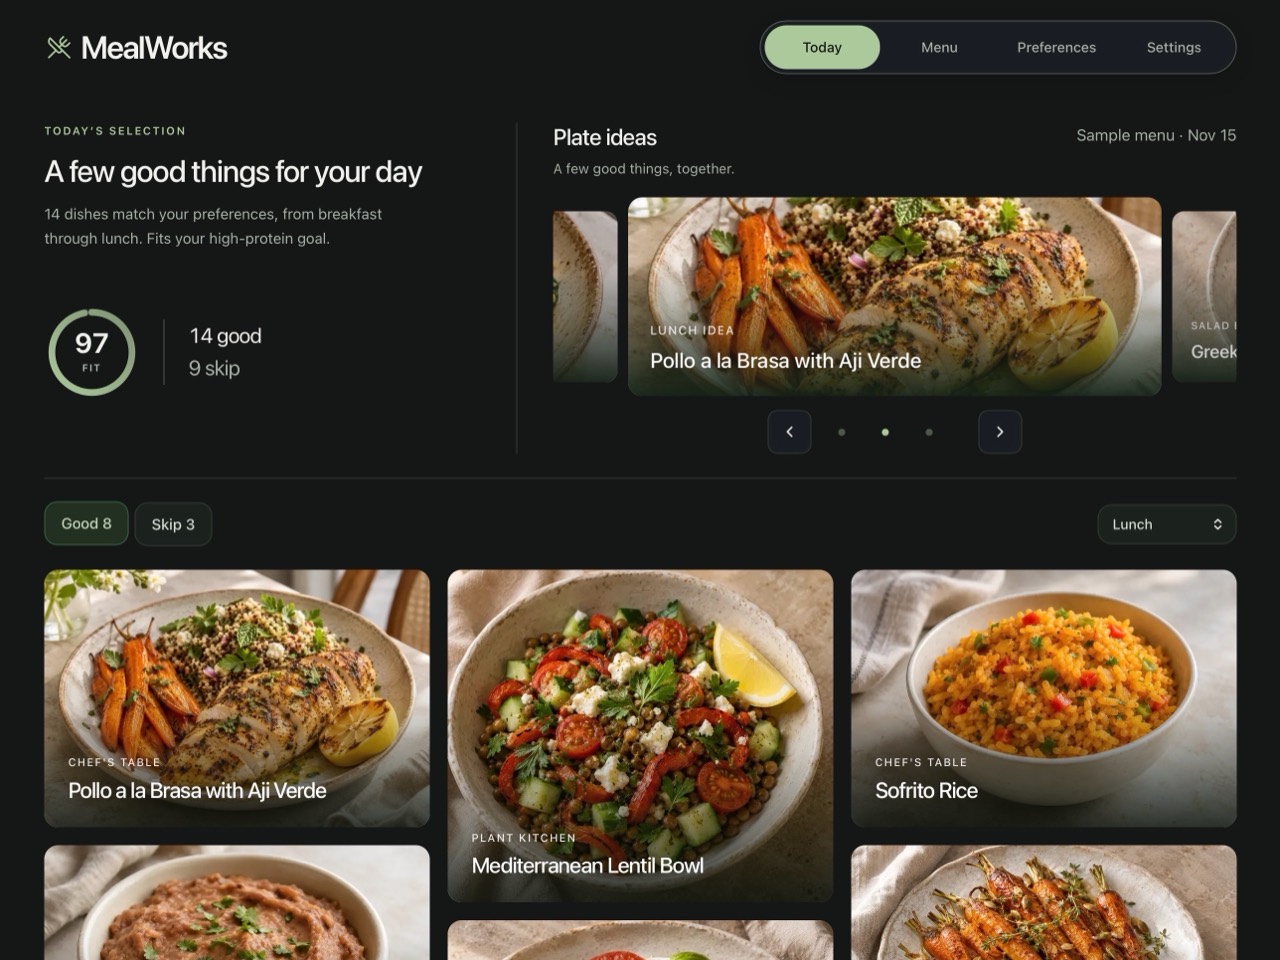 MealWorks
Today
Menu
Preferences
Settings
TODAY'S SELECTION
A few good things for your day
14 dishes match your preferences, from breakfast
through lunch. Fits your high-protein goal.
97
FIT
14 good
9 skip
Plate ideas
Sample menu · Nov 15
A few good things, together.
LUNCH IDEA
Pollo a la Brasa with Aji Verde
SALAD
Greek
Good 8
Skip 3
Lunch
CHEF'S TABLE
Pollo a la Brasa with Aji Verde
PLANT KITCHEN
Mediterranean Lentil Bowl
CHEF'S TABLE
Sofrito Rice